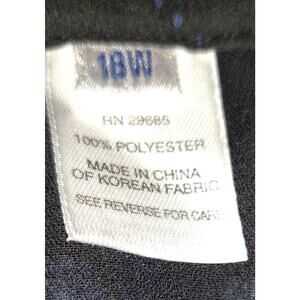 18W
RN 29685
100% POLYESTER
MADE IN CHINA
OF KOREAN FABRIC
SEE REVERSE FOR CARE